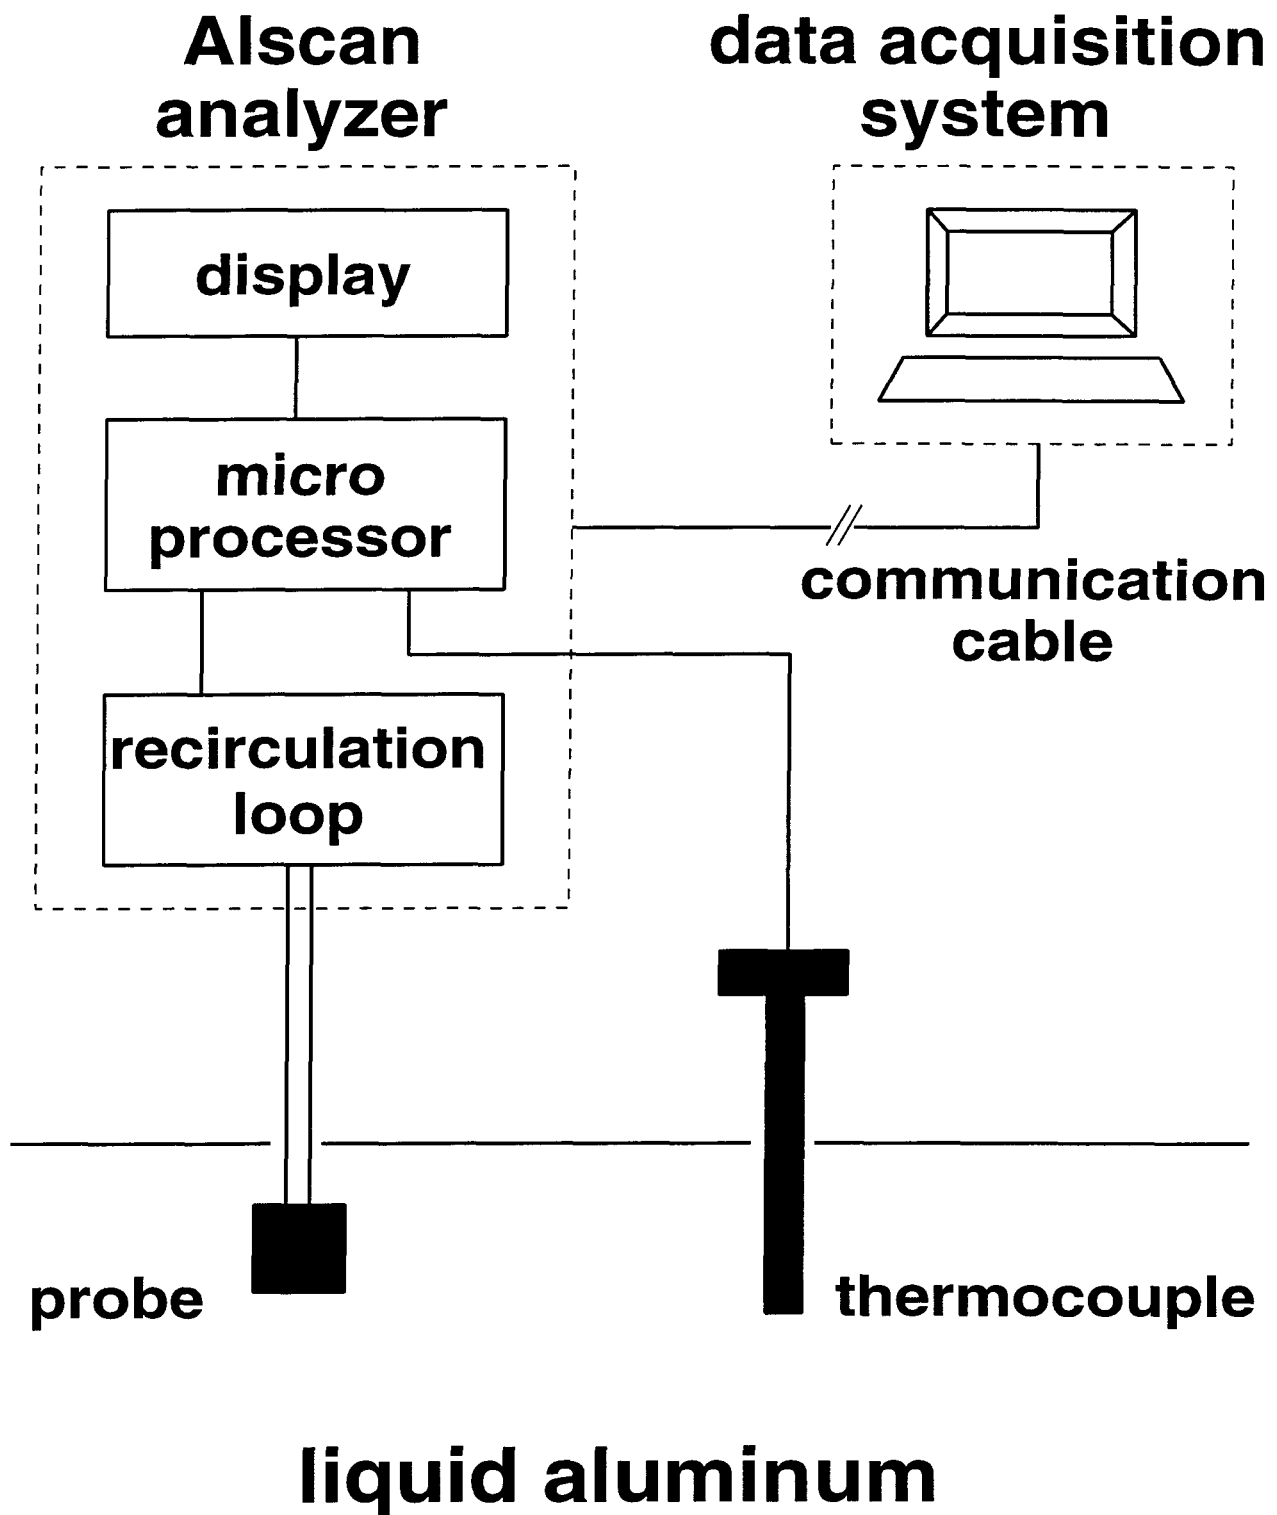 Alscan
analyzer
data acquisition
system
display
micro
processor
communication
cable
recirculation
loop
probe
thermocouple
liquid aluminum